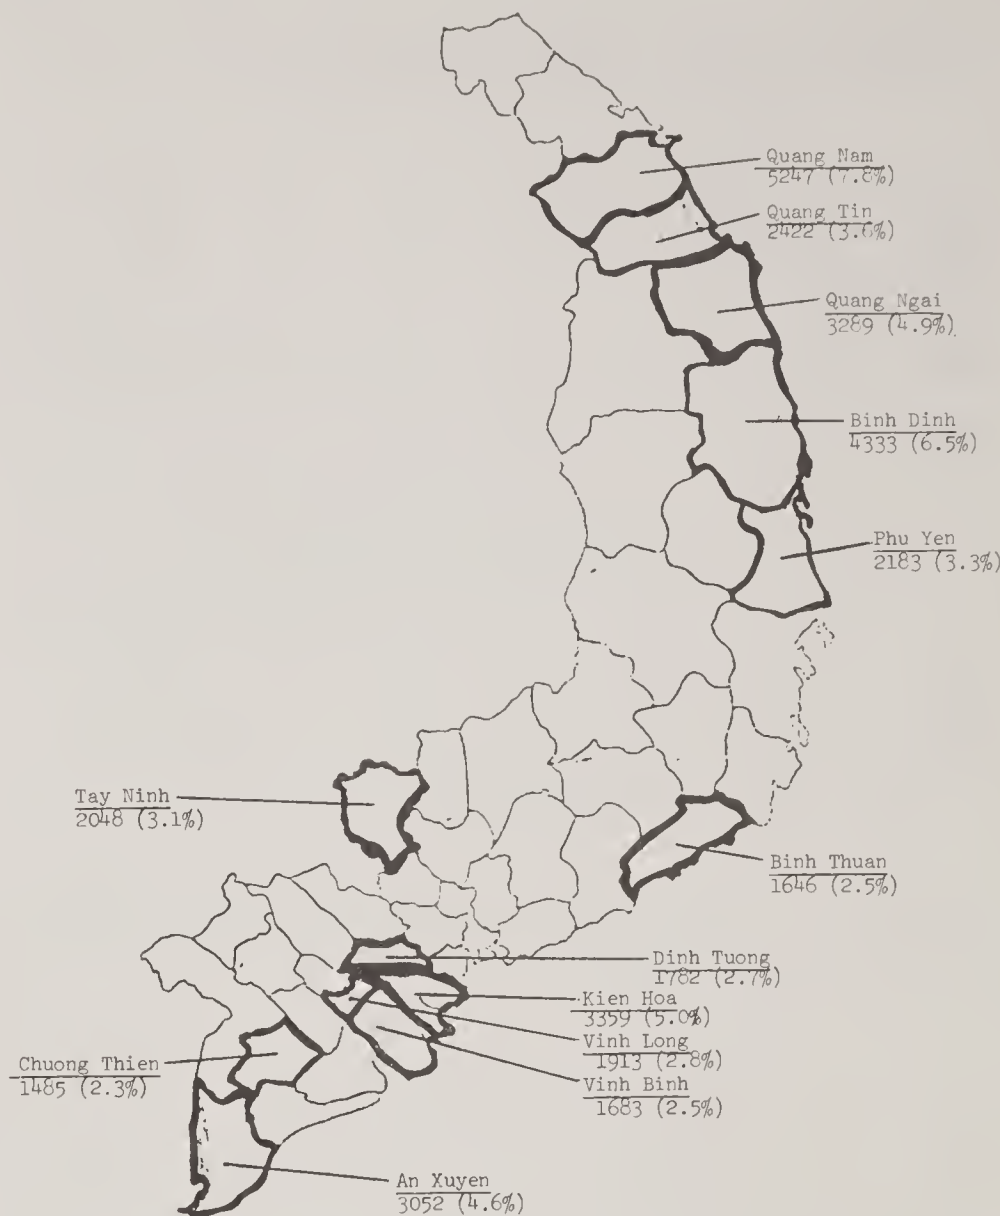 Quang Nam
5247 (7.8%)
Quang Tin
2422 (3.6%)
Quang Ngai
3289 (4.9%)
Binh Dinh
4333 (6.5%)
Phu Yen
2183 (3.3%)
Tay Ninh
2048 (3.1%)
Binh Thuan
1646 (2.5%)
Dinh Tuong
1782 (2.7%)
Kien Hoa
3359 (5.0%)
Vinh Long
1913 (2.8%)
Vinh Binh
1683 (2.5%)
Chuong Thien
1485 (2.3%)
An Xuyen
3052 (4.6%)